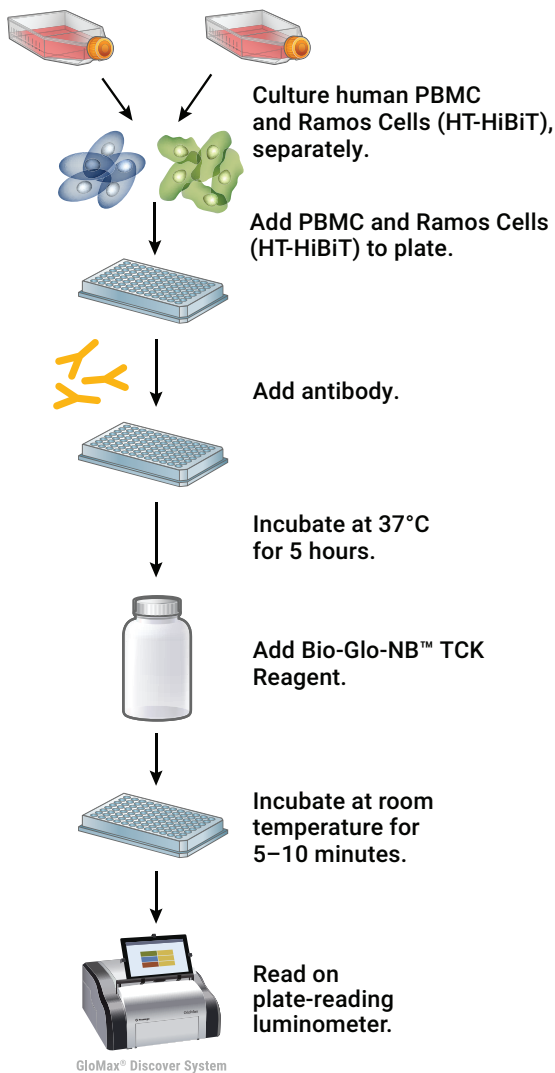 Culture human PBMC
and Ramos Cells (HT-HiBiT),
separately.
Add PBMC and Ramos Cells
(HT-HiBiT) to plate.
Add antibody.
Incubate at 37°C
for 5 hours.
Add Bio-Glo-NB™ TCK
Reagent.
Incubate at room
temperature for
5–10 minutes.
Read on
plate-reading
luminometer.
GloMax® Discover System